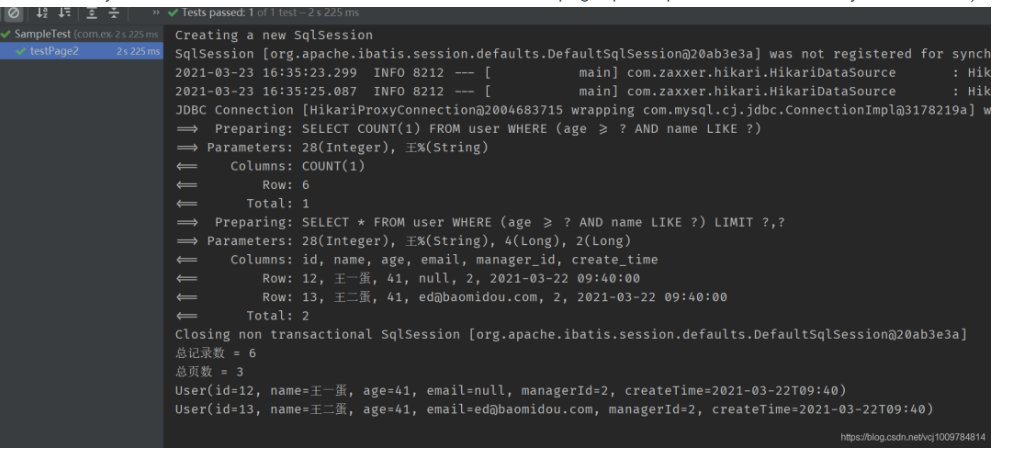 Tests passed: 1 of 1 test – 2 s 225 ms
SampleTest (com.ex 2 s 225 ms
testPage2 2 s 225 ms
Creating a new SqlSession
SqlSession [org.apache.ibatis.session.defaults.DefaultSqlSession@20ab3e3a] was not registered for synch
2021-03-23 16:35:23.299  INFO 8212 --- [           main] com.zaxxer.hikari.HikariDataSource       : Hik
2021-03-23 16:35:25.087  INFO 8212 --- [           main] com.zaxxer.hikari.HikariDataSource       : Hik
JDBC Connection [HikariProxyConnection@2004683715 wrapping com.mysql.cj.jdbc.ConnectionImpl@3178219a] w
==>  Preparing: SELECT COUNT(1) FROM user WHERE (age >= ? AND name LIKE ?)
==> Parameters: 28(Integer), 王%(String)
<==    Columns: COUNT(1)
<==        Row: 6
<==      Total: 1
==>  Preparing: SELECT * FROM user WHERE (age >= ? AND name LIKE ?) LIMIT ?,?
==> Parameters: 28(Integer), 王%(String), 4(Long), 2(Long)
<==    Columns: id, name, age, email, manager_id, create_time
<==        Row: 12, 王一蛋, 41, null, 2, 2021-03-22 09:40:00
<==        Row: 13, 王二蛋, 41, ed@baomidou.com, 2, 2021-03-22 09:40:00
<==      Total: 2
Closing non transactional SqlSession [org.apache.ibatis.session.defaults.DefaultSqlSession@20ab3e3a]
总记录数 = 6
总页数 = 3
User(id=12, name=王一蛋, age=41, email=null, managerId=2, createTime=2021-03-22T09:40)
User(id=13, name=王二蛋, age=41, email=ed@baomidou.com, managerId=2, createTime=2021-03-22T09:40)
https://blog.csdn.net/vcj1009784814